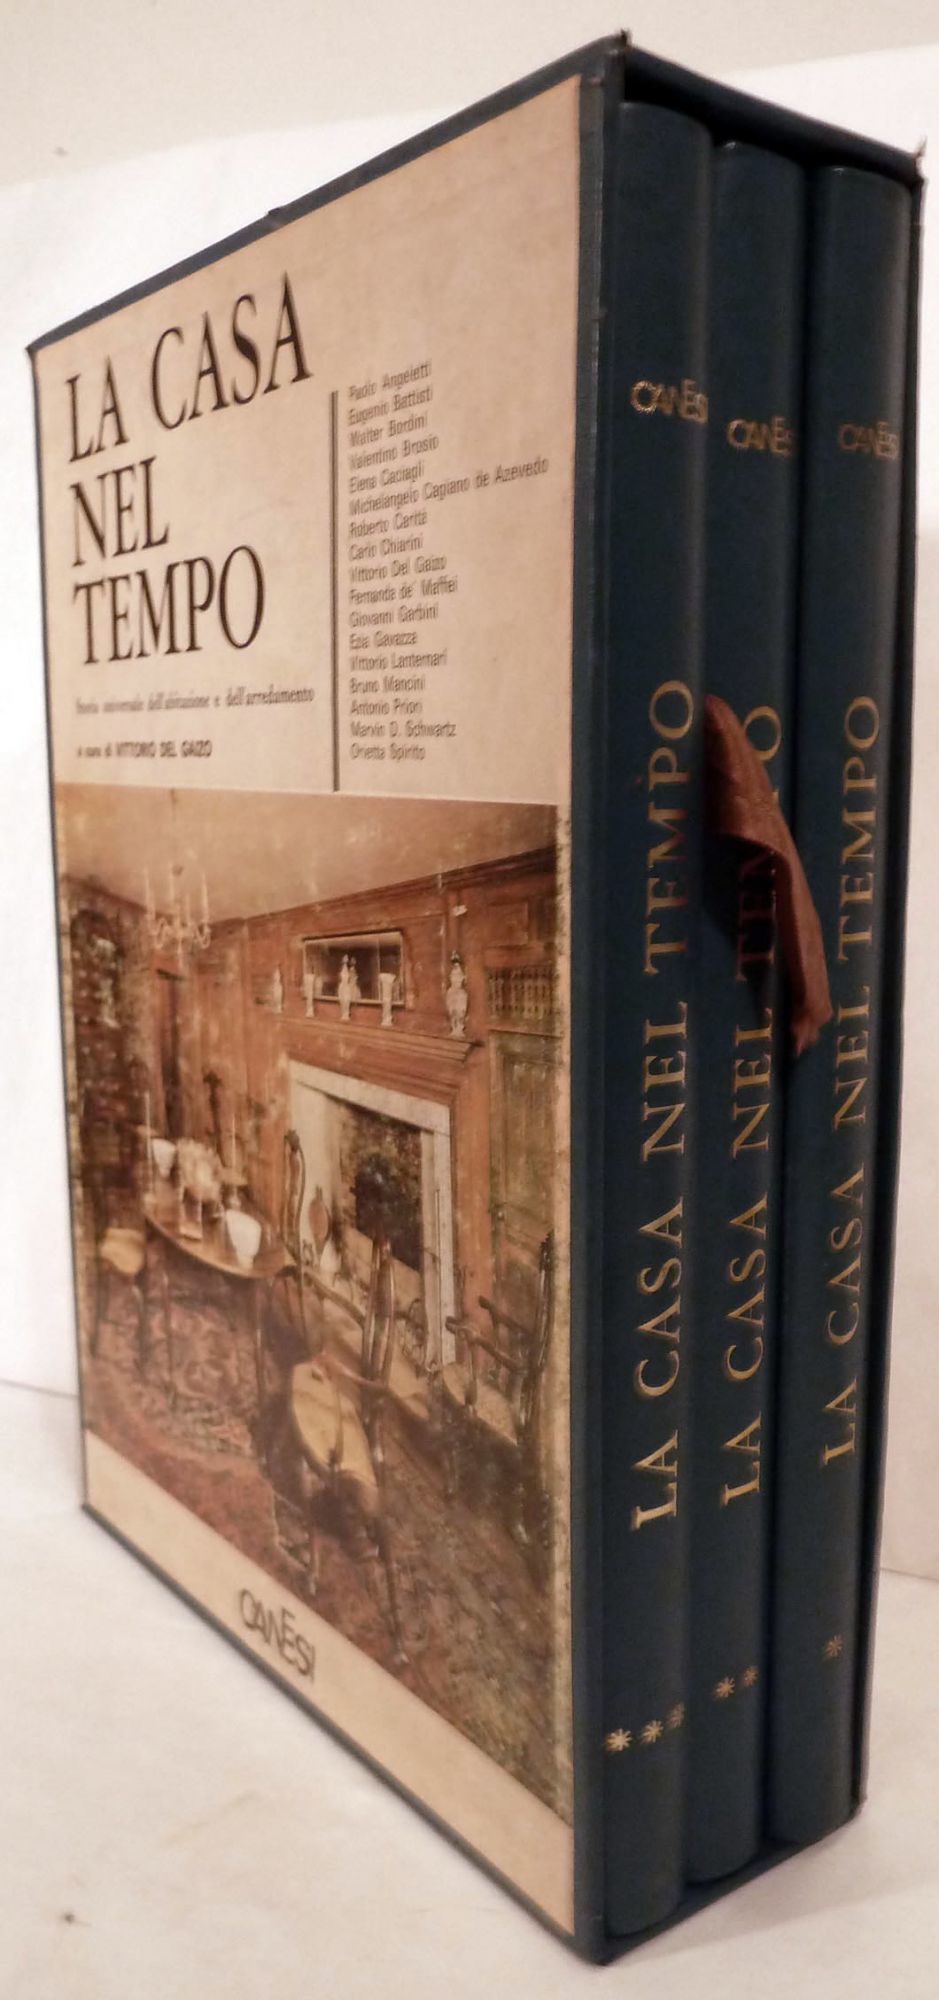 LA CASA
NEL
TEMPO
Storia universale dell'abitazione e dell'arredamento
a cura di VITTORIO DEL GAIZO
Paolo Angeletti
Eugenio Battisti
Walter Bordini
Valentino Brosio
Elena Caciagli
Michelangelo Cagiano de Azevedo
Roberto Carità
Carlo Chiarini
Vittorio Del Gaizo
Fernanda de' Maffei
Giovanni Garbini
Ezia Gavazza
Vittorio Lanternari
Bruno Mancini
Antonio Priori
Marvin D. Schwartz
Orietta Spirito
CANESI
CANESI
LA CASA NEL TEMPO
***
CANESI
LA CASA NEL TEMPO
**
CANESI
LA CASA NEL TEMPO
*